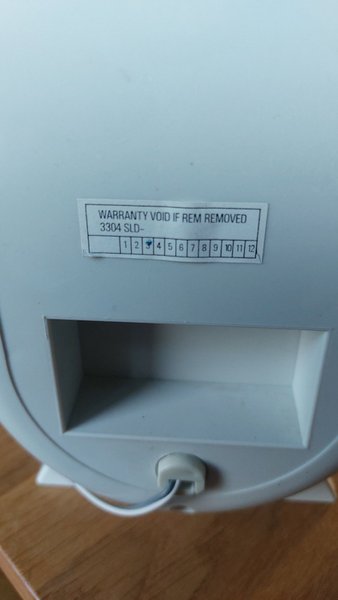 WARRANTY VOID IF REM REMOVED
3304 SLD-
1 2 3 4 5 6 7 8 9 10 11 12